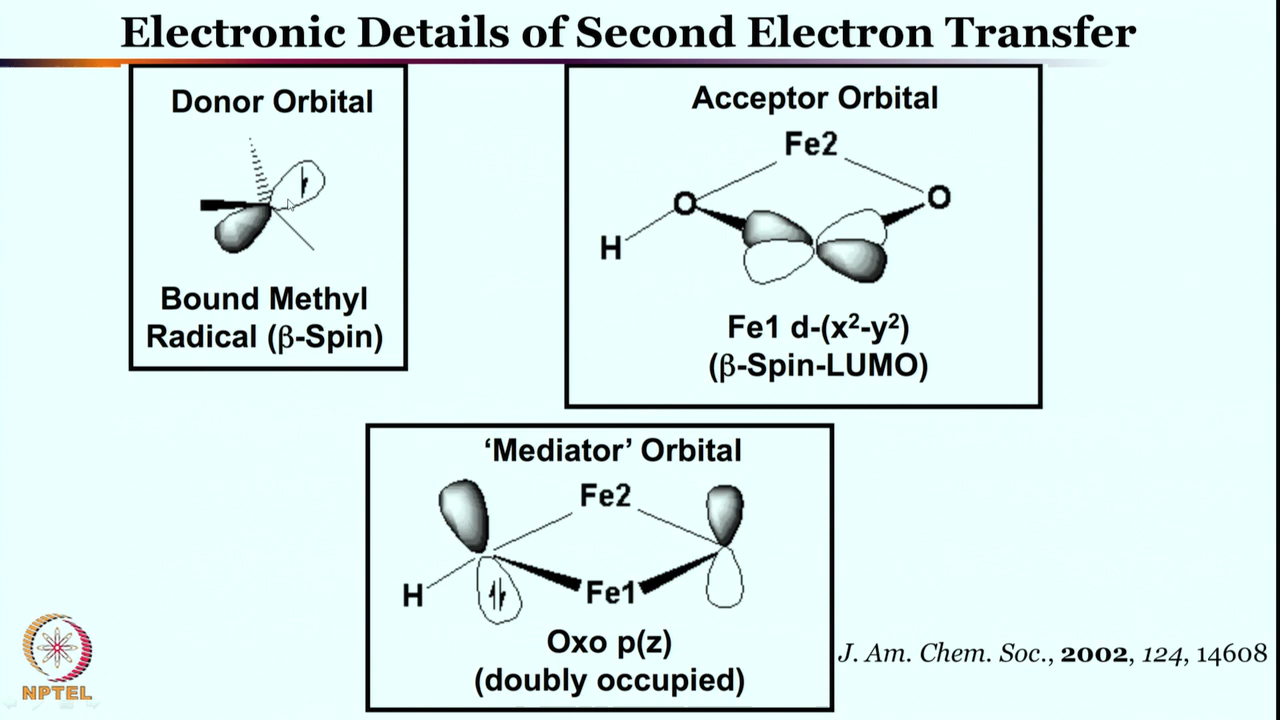 Electronic Details of Second Electron Transfer
Donor Orbital
Bound Methyl
Radical (β-Spin)
Acceptor Orbital
Fe2
O
O
H
Fe1 d-(x²-y²)
(β-Spin-LUMO)
‘Mediator’ Orbital
Fe2
H
Fe1
Oxo p(z)
(doubly occupied)
J. Am. Chem. Soc., 2002, 124, 14608
NPTEL